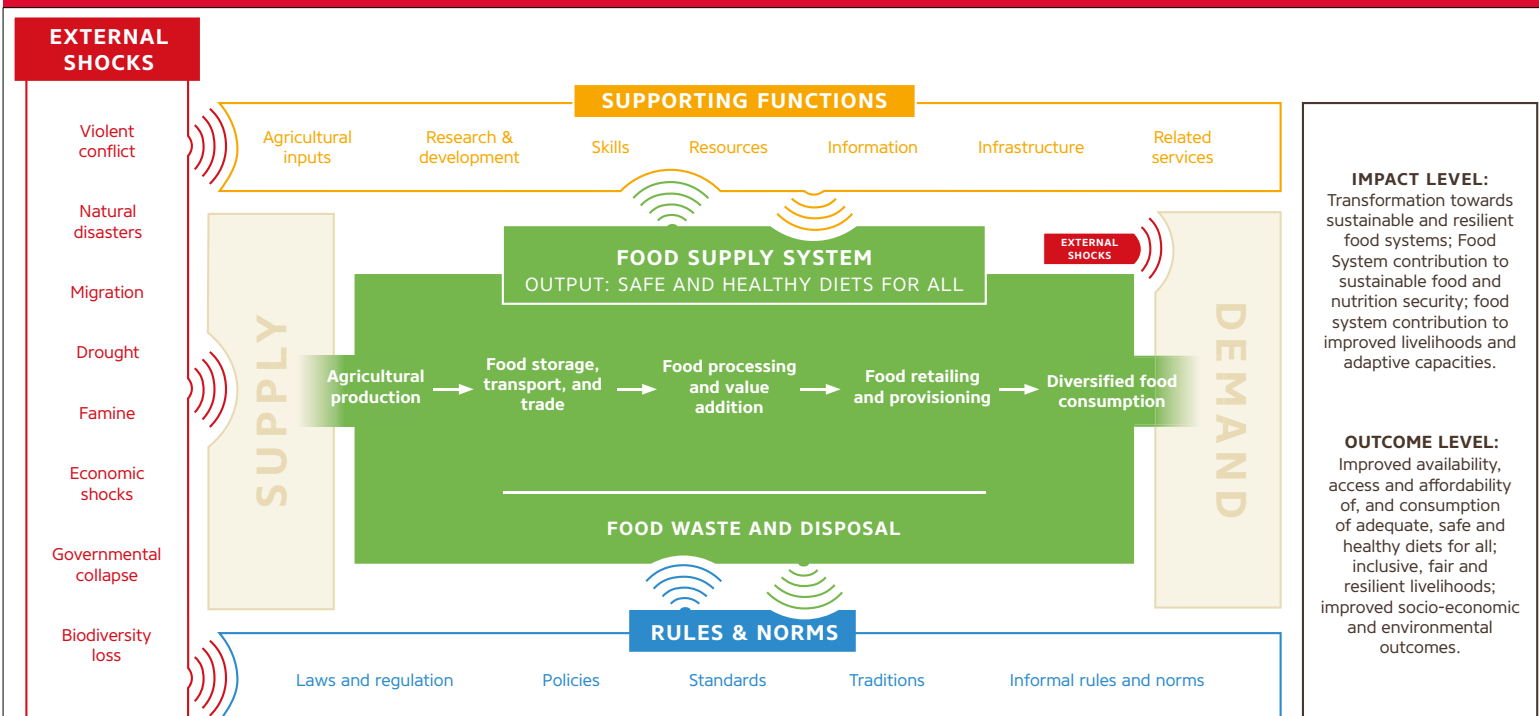 EXTERNAL
SHOCKS
Violent
conflict
Natural
disasters
Migration
Drought
Famine
Economic
shocks
Governmental
collapse
Biodiversity
loss
SUPPORTING FUNCTIONS
Agricultural
inputs
Research &
development
Skills
Resources
Information
Infrastructure
Related
services
SUPPLY
FOOD SUPPLY SYSTEM
OUTPUT: SAFE AND HEALTHY DIETS FOR ALL
EXTERNAL
SHOCKS
Agricultural
production
Food storage,
transport, and
trade
Food processing
and value
addition
Food retailing
and provisioning
Diversified food
consumption
DEMAND
FOOD WASTE AND DISPOSAL
RULES & NORMS
Laws and regulation
Policies
Standards
Traditions
Informal rules and norms
IMPACT LEVEL:
Transformation towards
sustainable and resilient
food systems; Food
System contribution to
sustainable food and
nutrition security; food
system contribution to
improved livelihoods and
adaptive capacities.
OUTCOME LEVEL:
Improved availability,
access and affordability
of, and consumption
of adequate, safe and
healthy diets for all;
inclusive, fair and
resilient livelihoods;
improved socio-economic
and environmental
outcomes.